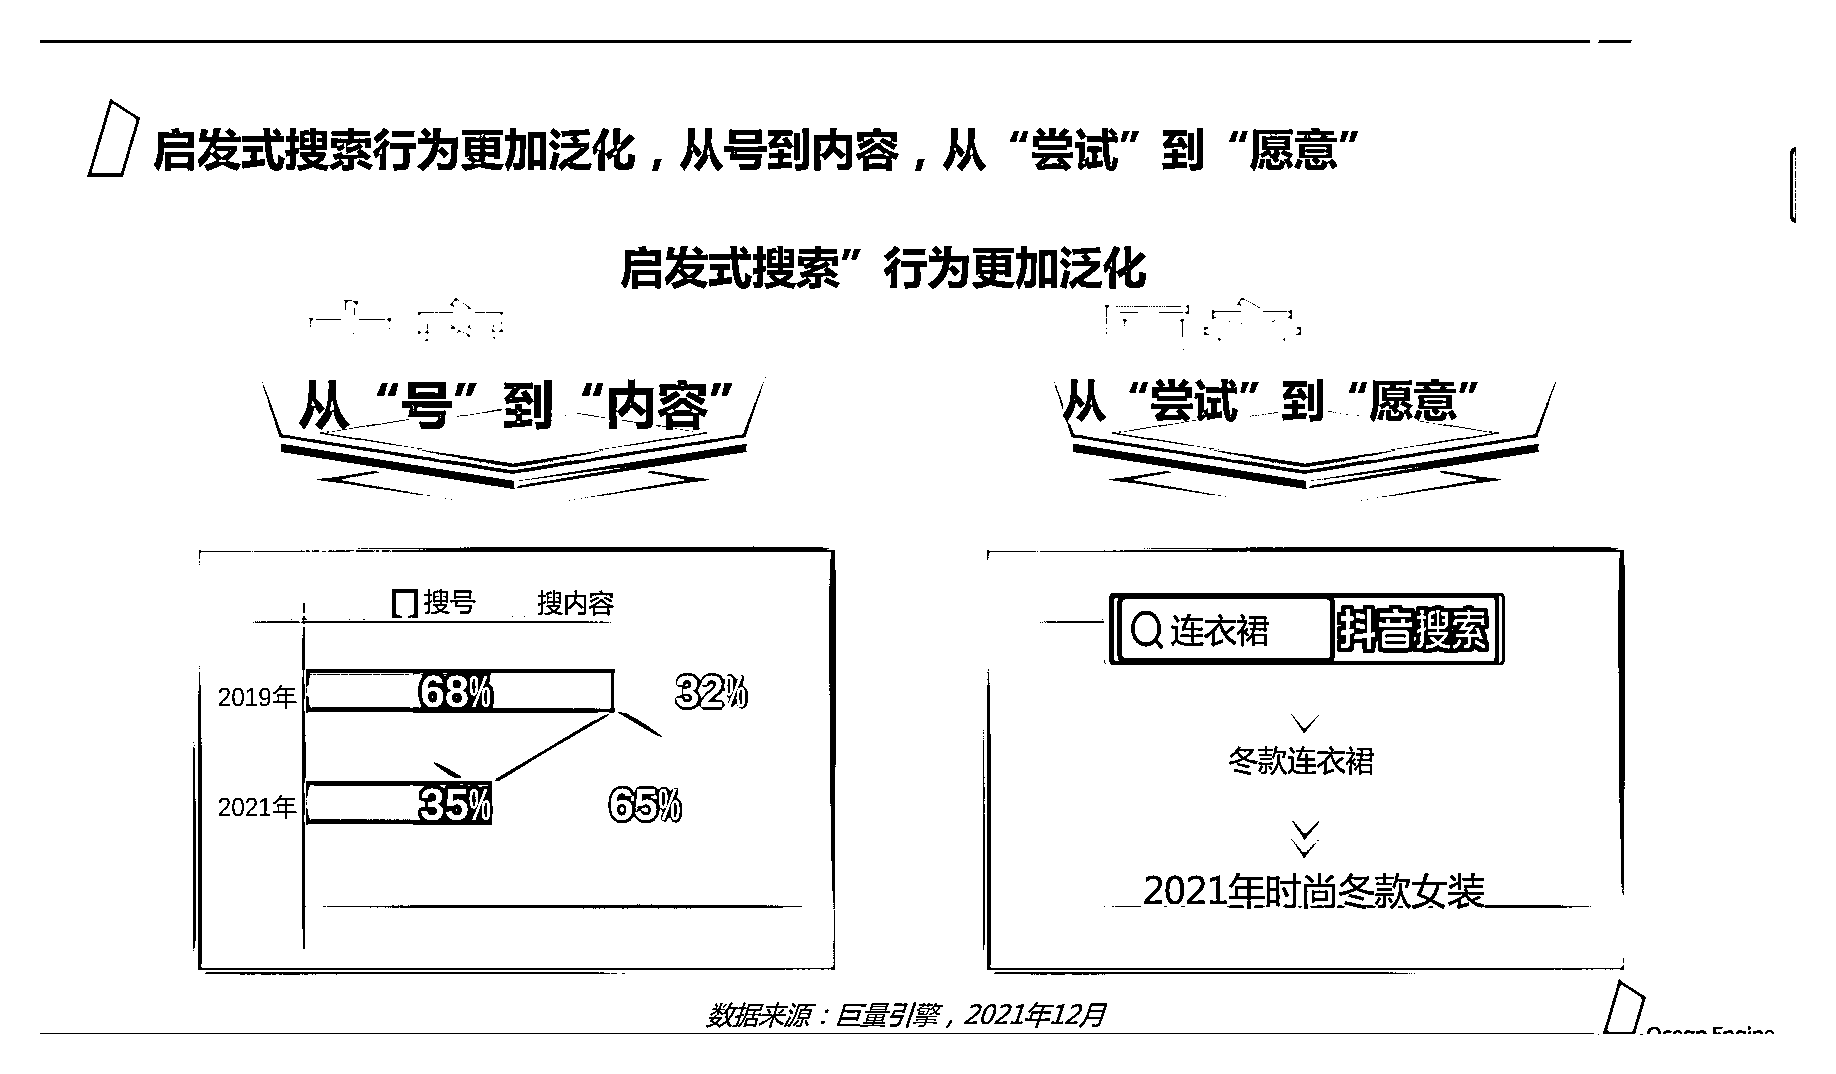 启发式搜索行为更加泛化，从号到内容，从“尝试”到“愿意”
启发式搜索”行为更加泛化
从“号”到“内容”
从“尝试”到“愿意”
搜号 搜内容
2019年 68% 32%
2021年 35% 65%
连衣裙 抖音搜索
冬款连衣裙
2021年时尚冬款女装
数据来源：巨量引擎，2021年12月
Ocean Engine